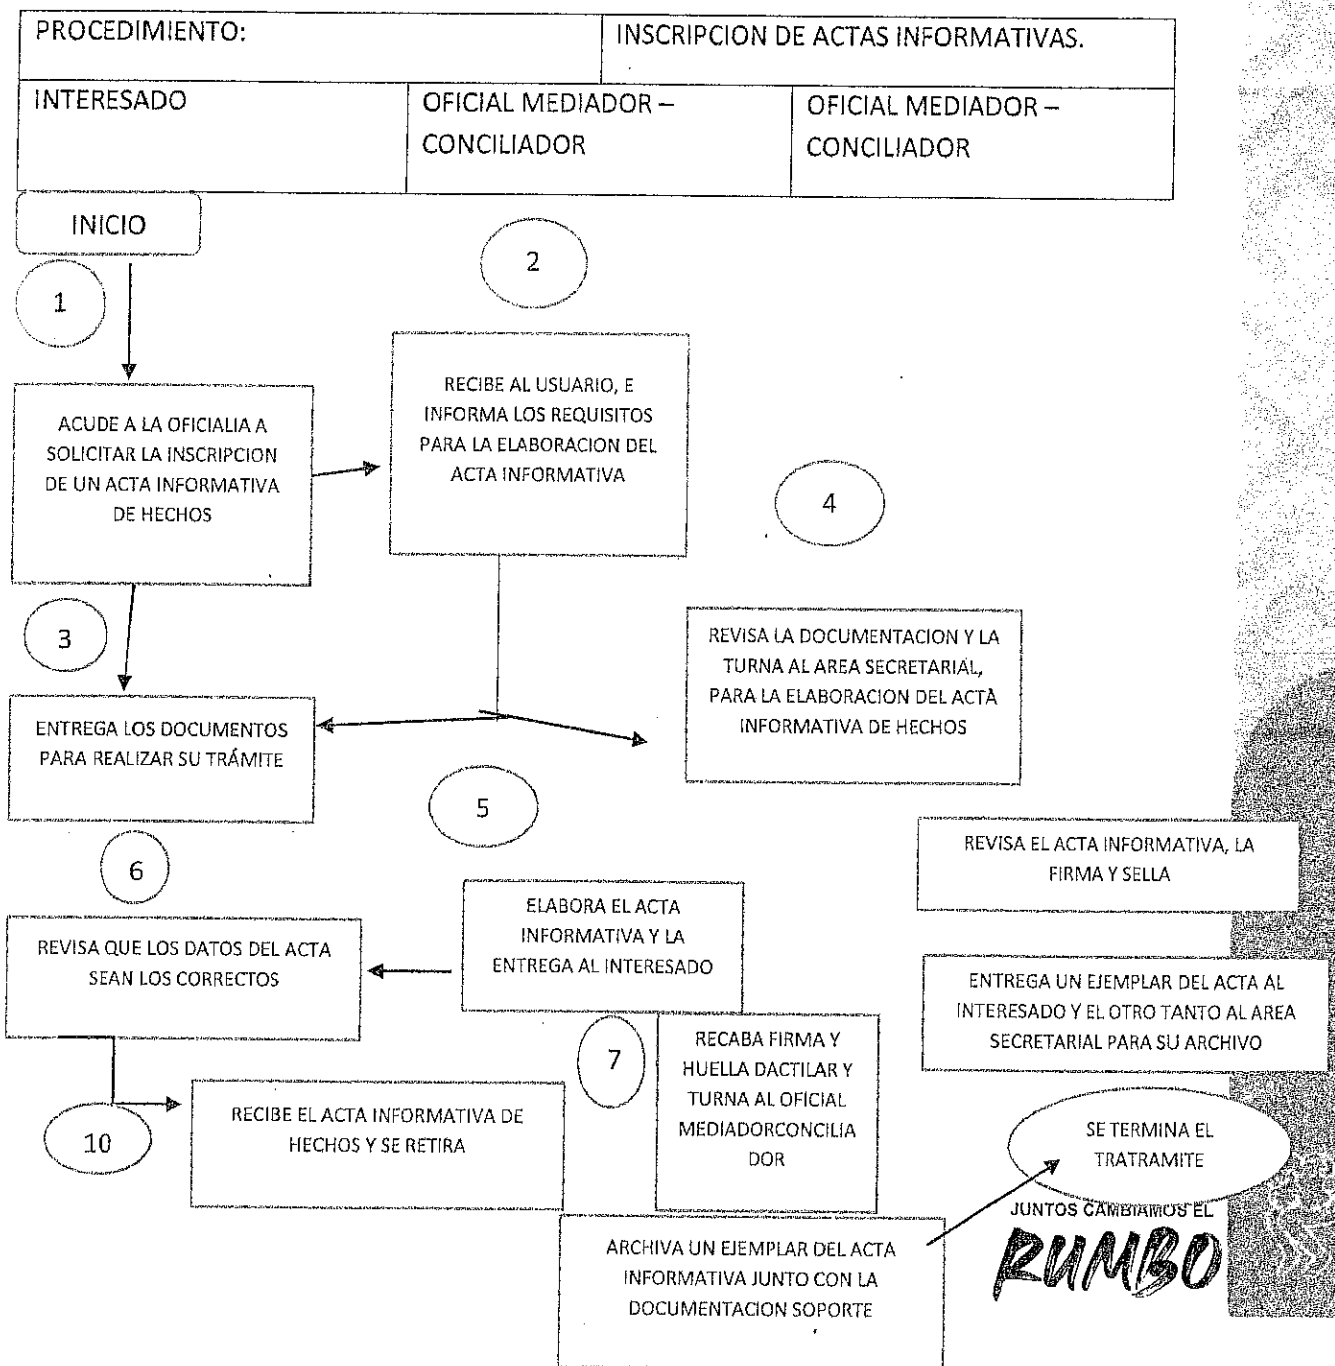 PROCEDIMIENTO:
INSCRIPCION DE ACTAS INFORMATIVAS.
INTERESADO
OFICIAL MEDIADOR –
CONCILIADOR
OFICIAL MEDIADOR –
CONCILIADOR
INICIO
1
2
ACUDE A LA OFICIALIA A
SOLICITAR LA INSCRIPCION
DE UN ACTA INFORMATIVA
DE HECHOS
RECIBE AL USUARIO, E
INFORMA LOS REQUISITOS
PARA LA ELABORACION DEL
ACTA INFORMATIVA
3
ENTREGA LOS DOCUMENTOS
PARA REALIZAR SU TRÁMITE
4
REVISA LA DOCUMENTACION Y LA
TURNA AL AREA SECRETARIAL,
PARA LA ELABORACION DEL ACTA
INFORMATIVA DE HECHOS
5
ELABORA EL ACTA
INFORMATIVA Y LA
ENTREGA AL INTERESADO
6
REVISA QUE LOS DATOS DEL ACTA
SEAN LOS CORRECTOS
7
RECABA FIRMA Y
HUELLA DACTILAR Y
TURNA AL OFICIAL
MEDIADORCONCILIA
DOR
REVISA EL ACTA INFORMATIVA, LA
FIRMA Y SELLA
ENTREGA UN EJEMPLAR DEL ACTA AL
INTERESADO Y EL OTRO TANTO AL AREA
SECRETARIAL PARA SU ARCHIVO
10
RECIBE EL ACTA INFORMATIVA DE
HECHOS Y SE RETIRA
ARCHIVA UN EJEMPLAR DEL ACTA
INFORMATIVA JUNTO CON LA
DOCUMENTACION SOPORTE
SE TERMINA EL
TRATRAMITE
JUNTOS CAMBIAMOS EL
RUMBO